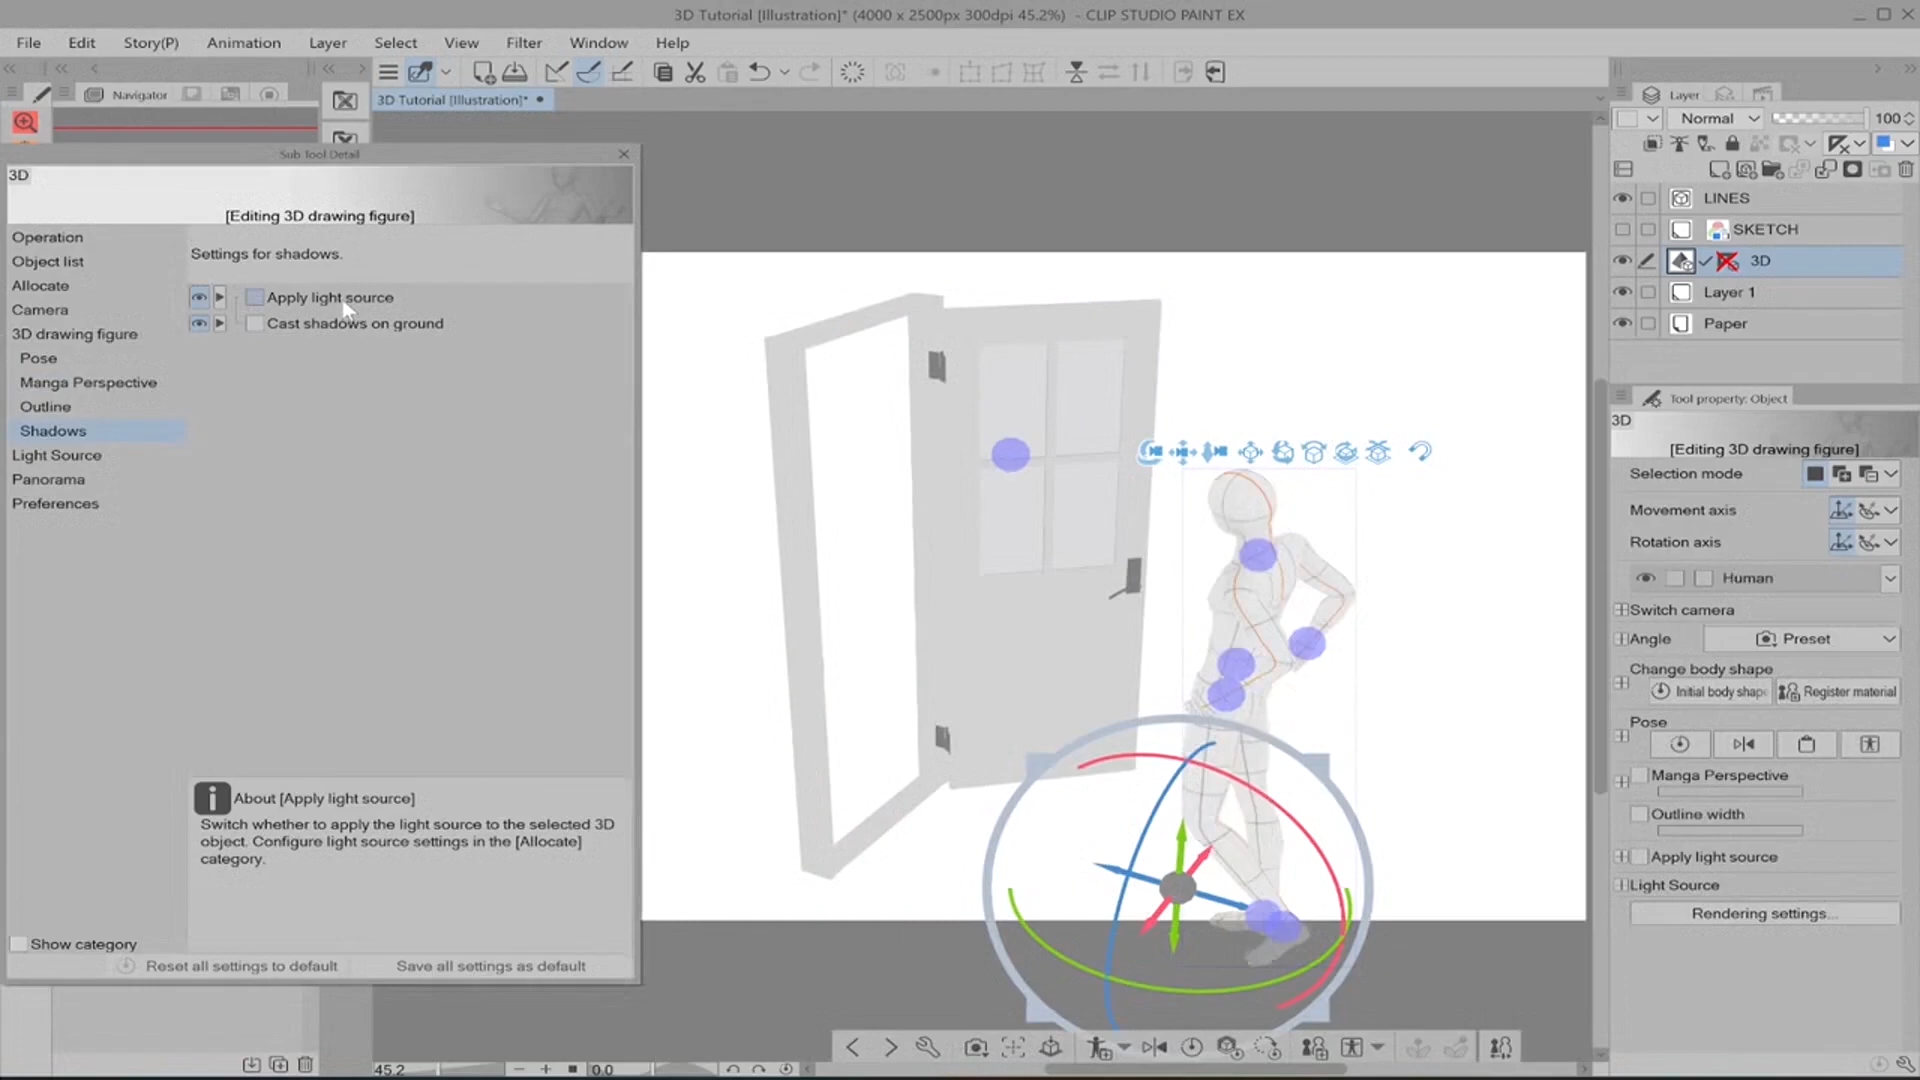 3D Tutorial [Illustration]* (4000 x 2500px 300dpi 45.2%) - CLIP STUDIO PAINT EX
File Edit Story(P) Animation Layer Select View Filter Window Help
Navigator
3D Tutorial [Illustration]*
Sub Tool Detail
3D
[Editing 3D drawing figure]
Operation
Object list
Allocate
Camera
3D drawing figure
Pose
Manga Perspective
Outline
Shadows
Light Source
Panorama
Preferences
Settings for shadows.
Apply light source
Cast shadows on ground
About [Apply light source]
Switch whether to apply the light source to the selected 3D
object. Configure light source settings in the [Allocate]
category.
Show category
Reset all settings to default
Save all settings as default
45.2
0.0
Layer
Normal 100
LINES
SKETCH
3D
Layer 1
Paper
Tool property: Object
3D
[Editing 3D drawing figure]
Selection mode
Movement axis
Rotation axis
Human
Switch camera
Angle Preset
Change body shape
Initial body shape Register material
Pose
Manga Perspective
Outline width
Apply light source
Light Source
Rendering settings...